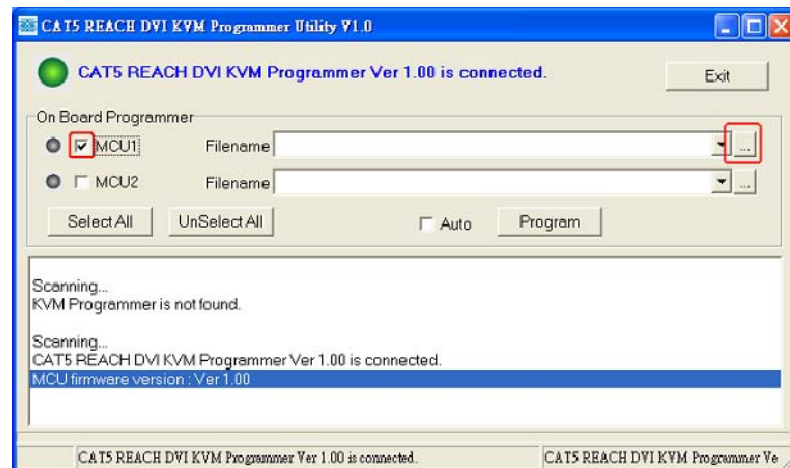 CAT5 REACH DVI KVM Programmer Utility V1.0
CAT5 REACH DVI KVM Programmer Ver 1.00 is connected.
Exit
On Board Programmer
MCU1 Filename ...
MCU2 Filename ...
Select All UnSelect All Auto Program
Scanning...
KVM Programmer is not found.
Scanning...
CAT5 REACH DVI KVM Programmer Ver 1.00 is connected.
MCU firmware version : Ver 1.00
CAT5 REACH DVI KVM Programmer Ver 1.00 is connected. CAT5 REACH DVI KVM Programmer Ve